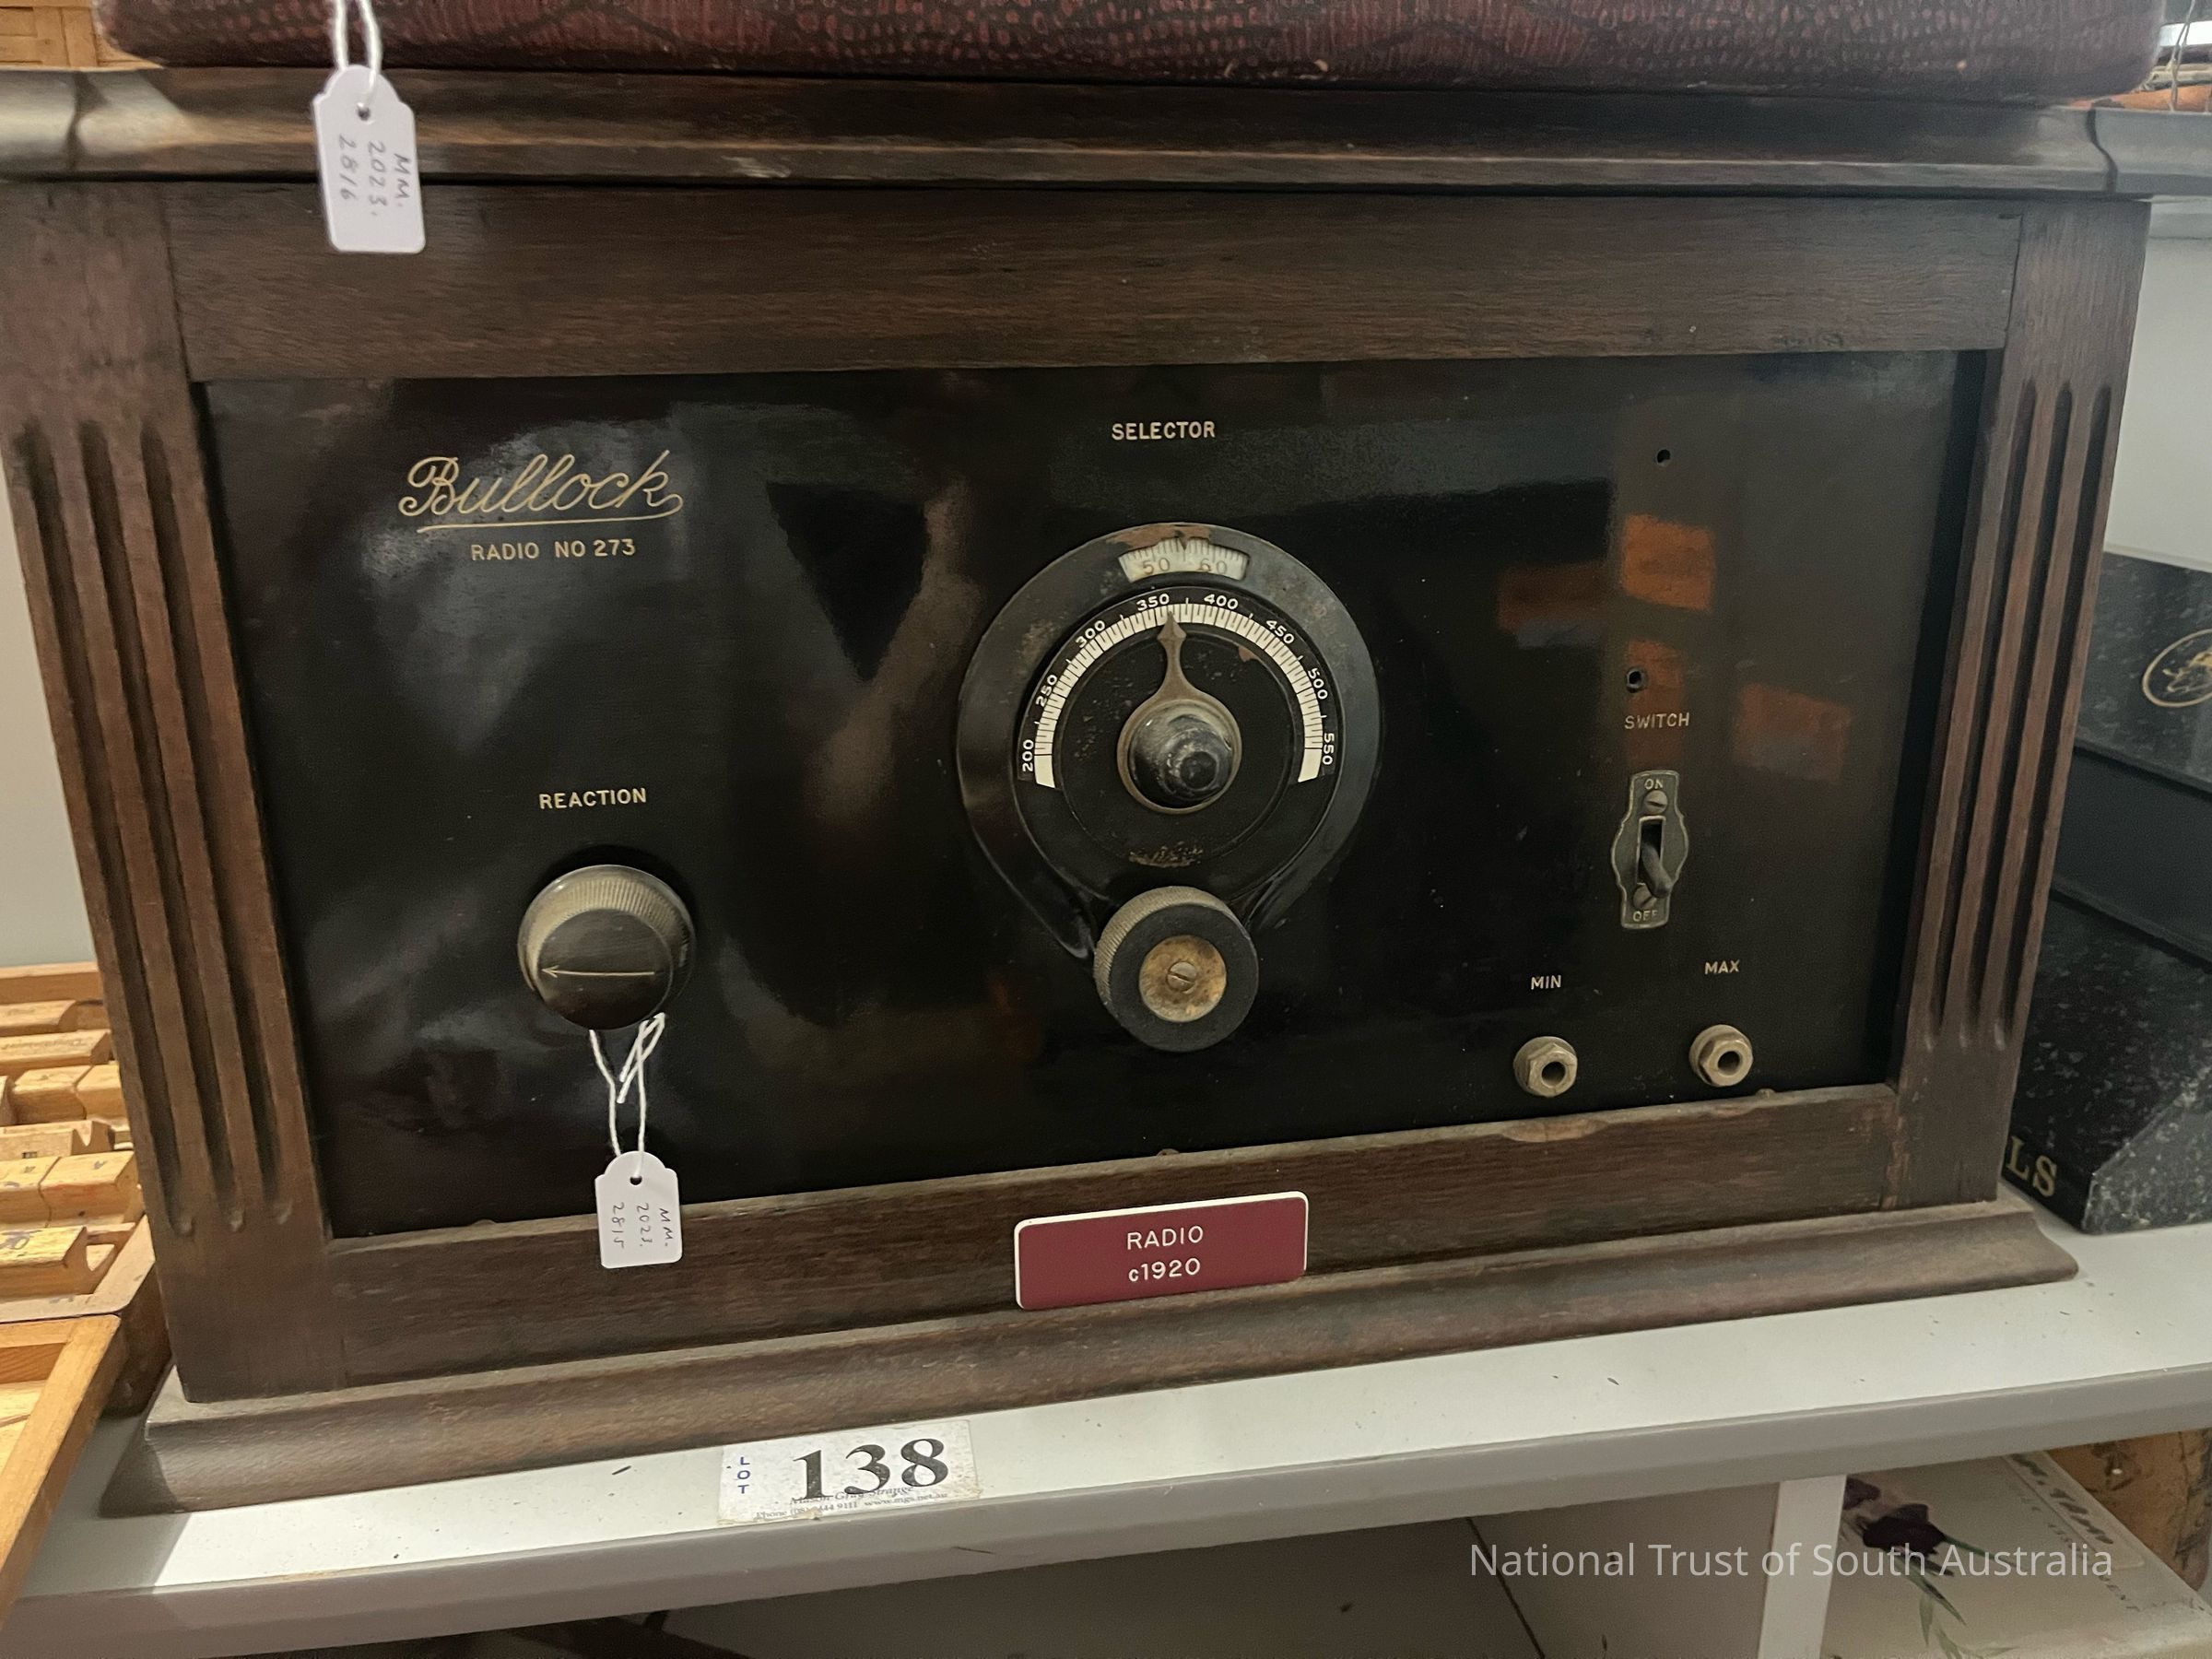 MM.
2023.
2816
Bullock
RADIO NO 273
SELECTOR
50 60
200 250 300 350 400 450 500 550
REACTION
SWITCH
ON
OFF
MIN
MAX
MM-
2023.
2815
RADIO
c1920
LS
LOT
138
National Trust of South Australia